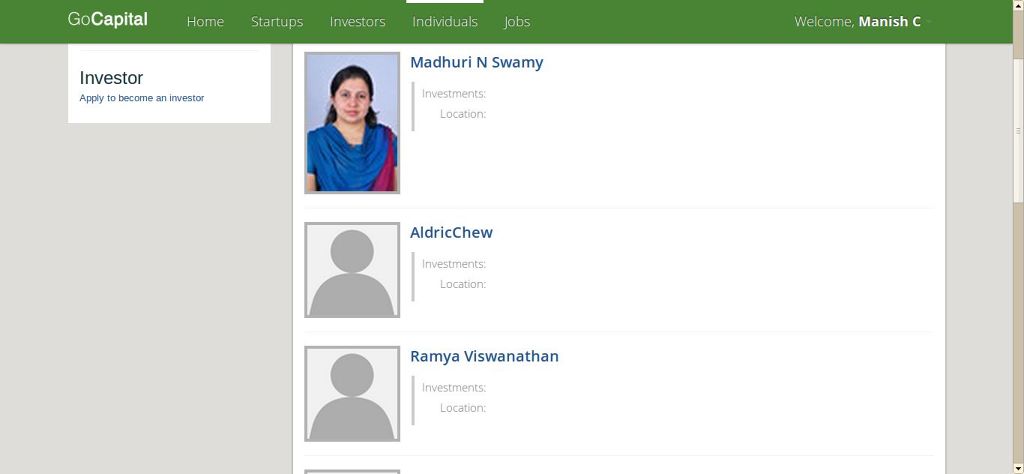 GoCapital Home Startups Investors Individuals Jobs Welcome, Manish C
Investor
Apply to become an investor
Madhuri N Swamy
Investments:
Location:
AldricChew
Investments:
Location:
Ramya Viswanathan
Investments:
Location: